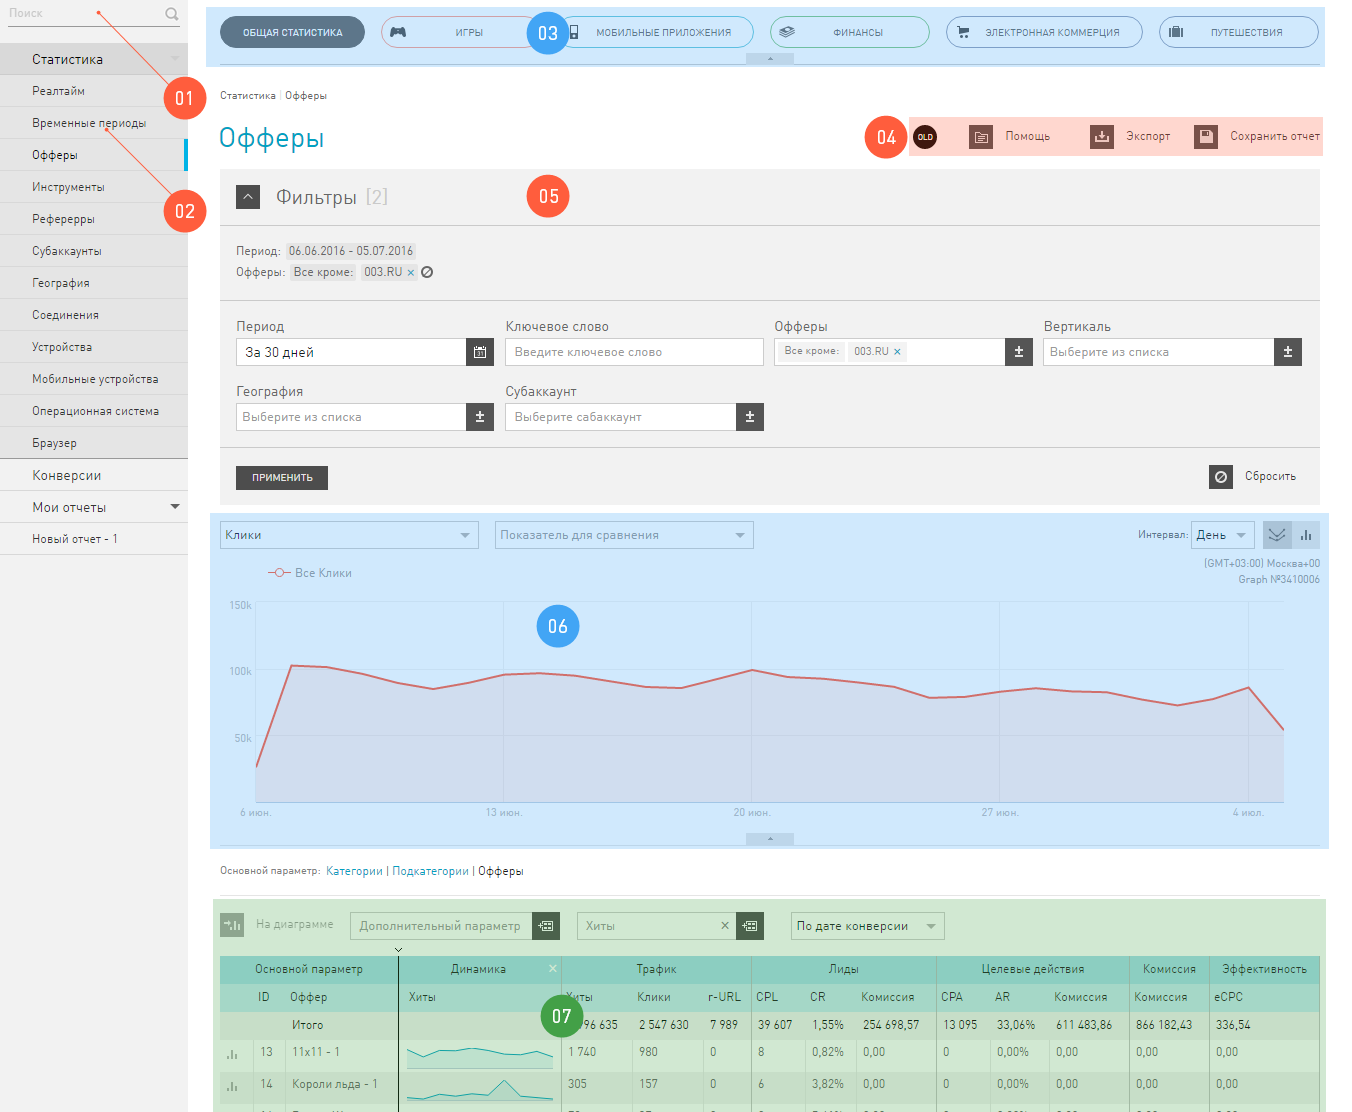 Поиск
Статистика
Реалтайм
01
Временные периоды
Офферы
Инструменты
02
Рефереrры
Субаккаунты
География
Соединения
Устройства
Мобильные устройства
Операционная система
Браузер
Конверсии
Мои отчеты
Новый отчет - 1
ОБЩАЯ СТАТИСТИКА ИГРЫ 03 МОБИЛЬНЫЕ ПРИЛОЖЕНИЯ ФИНАНСЫ ЭЛЕКТРОННАЯ КОММЕРЦИЯ ПУТЕШЕСТВИЯ
Статистика | Офферы
Офферы
04 OLD Помощь Экспорт Сохранить отчет
Фильтры [2] 05
Период: 06.06.2016 - 05.07.2016
Офферы: Все кроме: 003.RU ×
Период Ключевое слово Офферы Вертикаль
За 30 дней 31 Введите ключевое слово Все кроме: 003.RU × ± Выберите из списка ±
География Субаккаунт
Выберите из списка ± Выберите сабаккаунт ±
ПРИМЕНИТЬ Сбросить
Клики Показатель для сравнения Интервал: День
(GMT+03:00) Москва+00
Graph №3410006
Все Клики
150k
06
100k
50k
6 июн. 13 июн. 20 июн. 27 июн. 4 июл.
Основной параметр: Категории | Подкатегории | Офферы
На диаграмме Дополнительный параметр Хиты × По дате конверсии
Основной параметр Динамика × Трафик Лиды Целевые действия Комиссия Эффективность
ID Оффер Хиты Хиты Клики r-URL CPL CR Комиссия CPA AR Комиссия Комиссия eCPC
07
Итого 96 635 2 547 630 7 989 39 607 1,55% 254 698,57 13 095 33,06% 611 483,86 866 182,43 336,54
13 11x11 - 1 1 740 980 0 8 0,82% 0,00 0 0,00% 0,00 0,00 0,00
14 Короли льда - 1 305 157 0 6 3,82% 0,00 0 0,00% 0,00 0,00 0,00